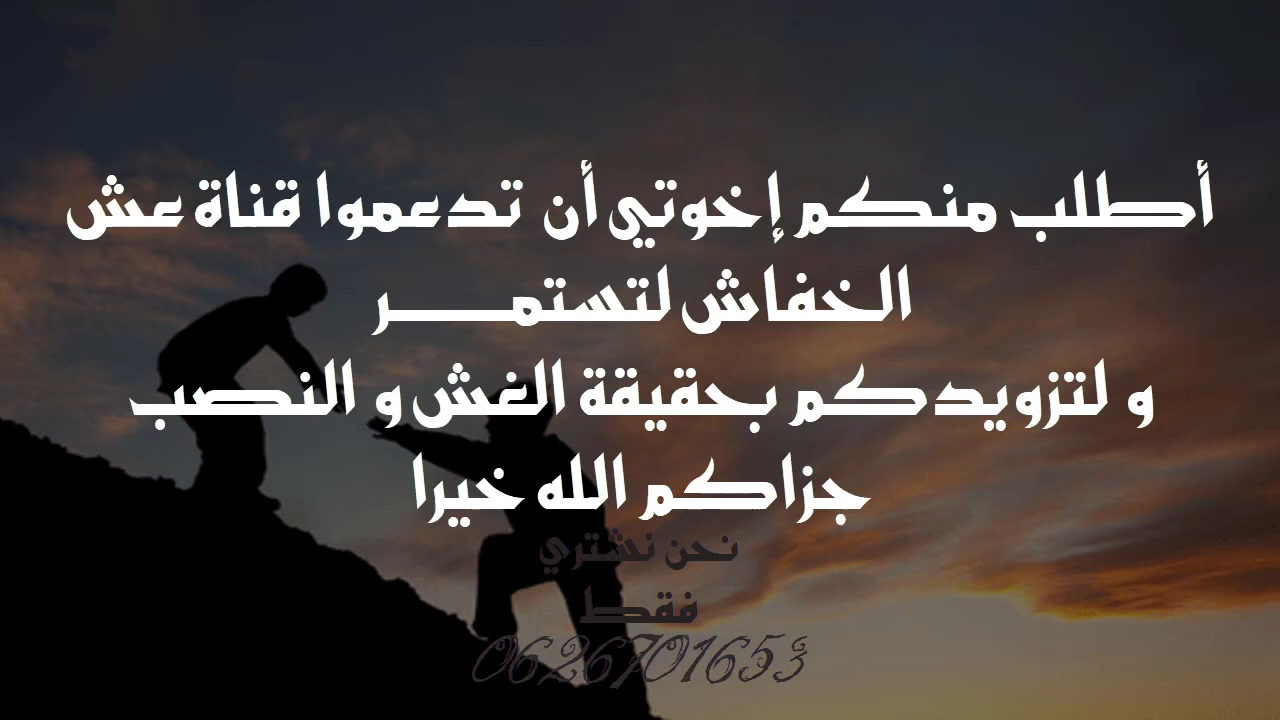 أطلب منكم إخوتي أن تدعموا قناة عش
الخفاش لتستمـــــــر
و لتزويدكم بحقيقة الغش و النصب
جزاكم الله خيرا
نحن نشتري
فقط
0626701653